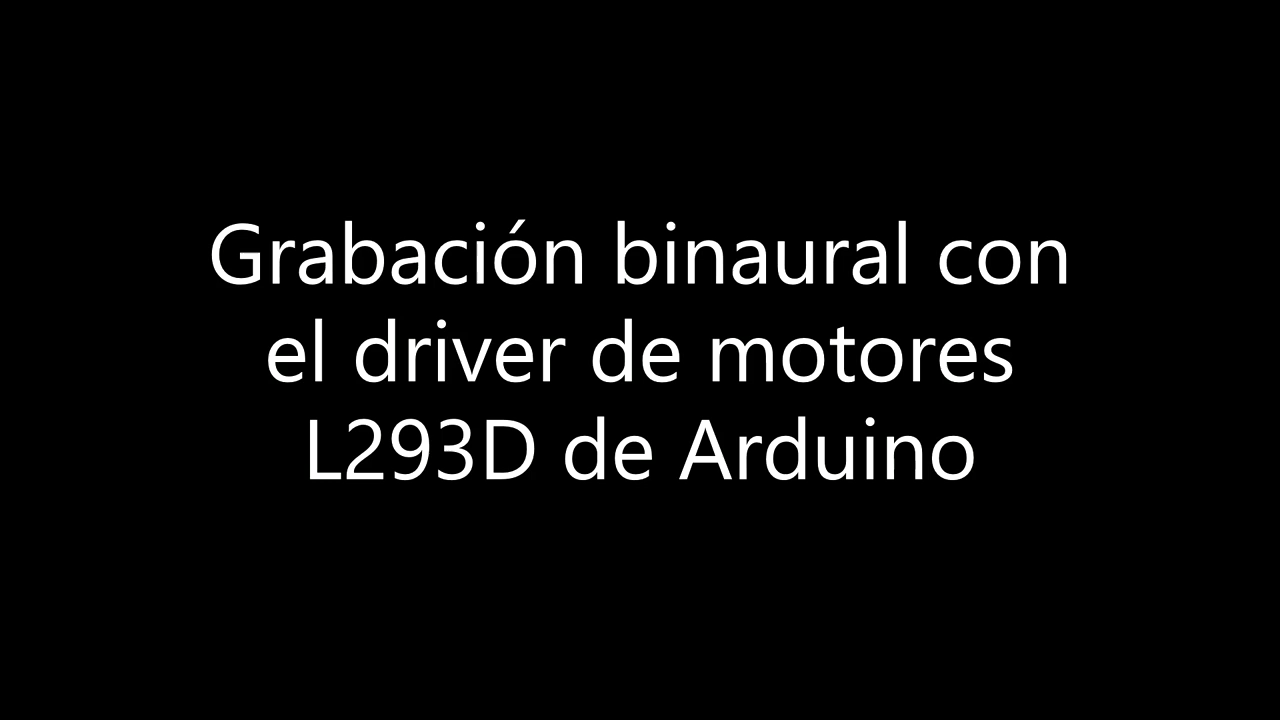 Grabación binaural con
el driver de motores
L293D de Arduino